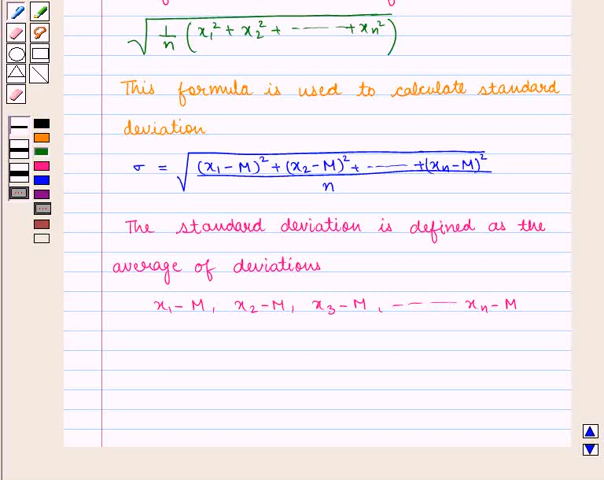 √(1/n (x₁² + x₂² + ------ + xₙ²))
This formula is used to calculate standard
deviation
σ = √(((x₁ – M)² + (x₂ – M)² + ------ + (xₙ – M)²)/n)
The standard deviation is defined as the
average of deviations
x₁ – M, x₂ – M, x₃ – M, ------ xₙ – M